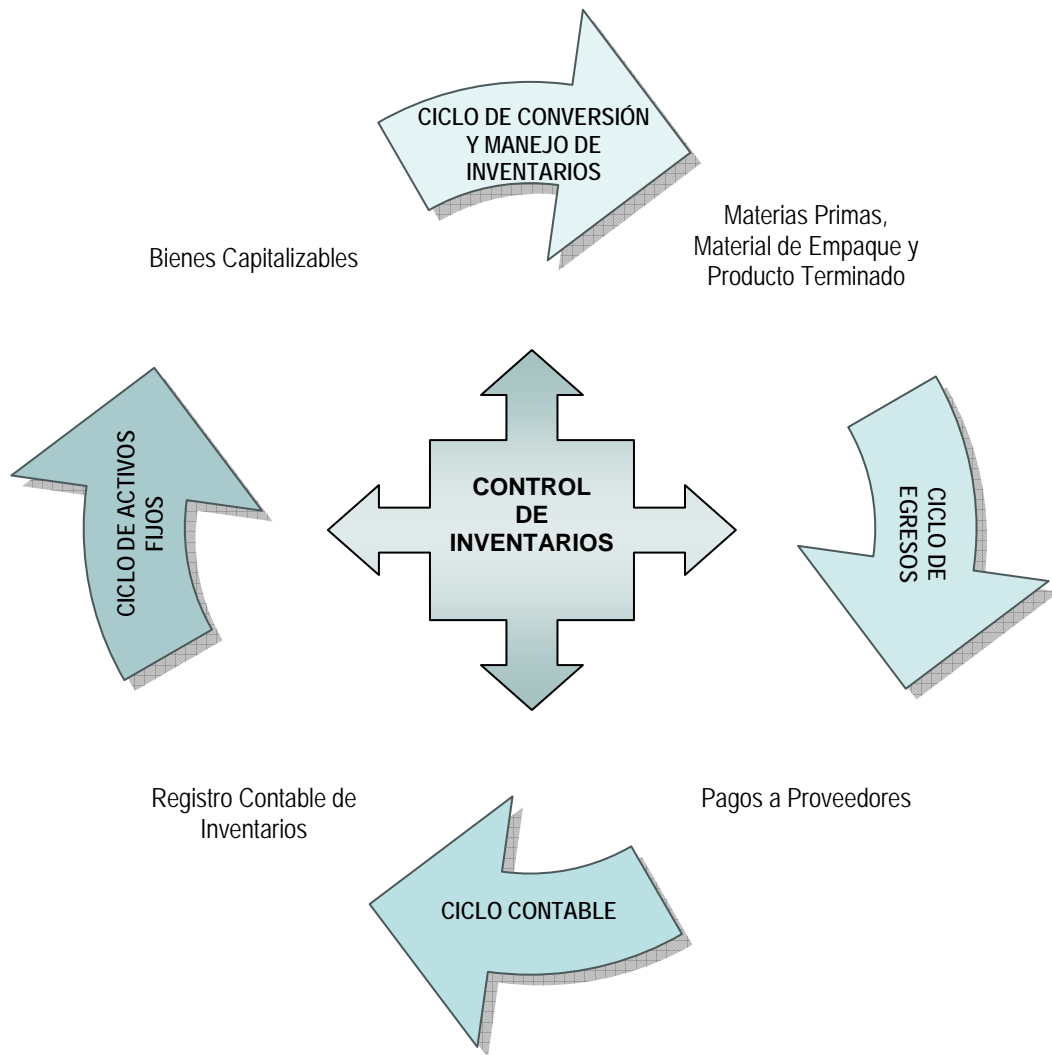 CICLO DE CONVERSIÓN
Y MANEJO DE
INVENTARIOS
Materias Primas,
Material de Empaque y
Producto Terminado
Bienes Capitalizables
CICLO DE ACTIVOS
FIJOS
CONTROL
DE
INVENTARIOS
CICLO DE
EGRESOS
Registro Contable de
Inventarios
Pagos a Proveedores
CICLO CONTABLE